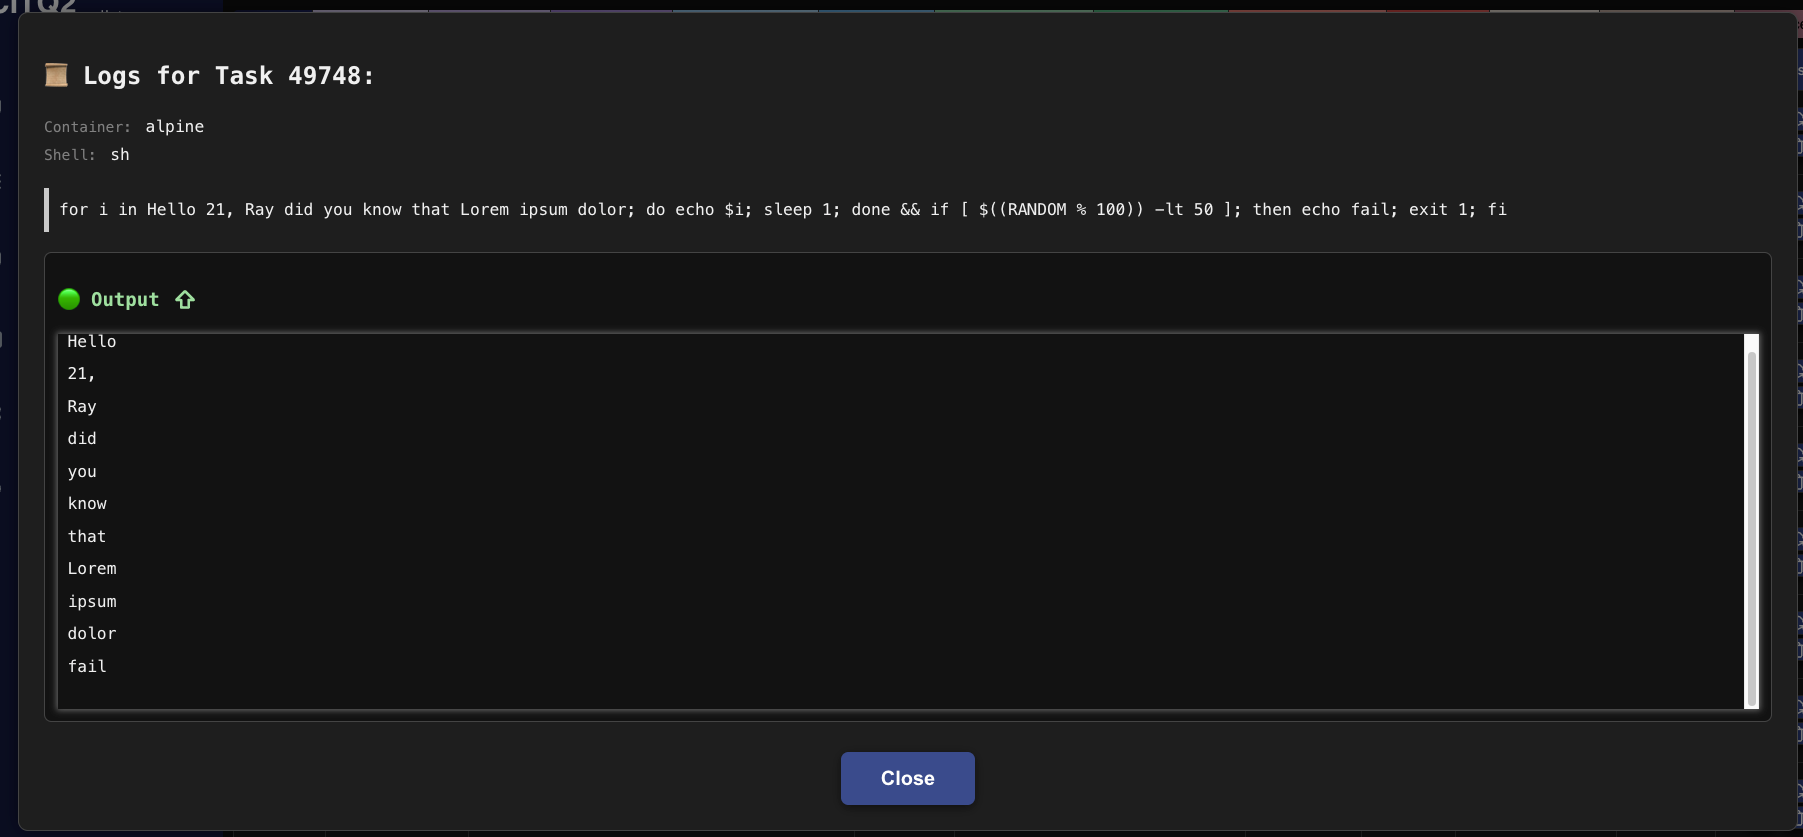 Logs for Task 49748:
Container: alpine
Shell: sh
for i in Hello 21, Ray did you know that Lorem ipsum dolor; do echo $i; sleep 1; done && if [ $((RANDOM % 100)) -lt 50 ]; then echo fail; exit 1; fi
Output
Hello
21,
Ray
did
you
know
that
Lorem
ipsum
dolor
fail
Close